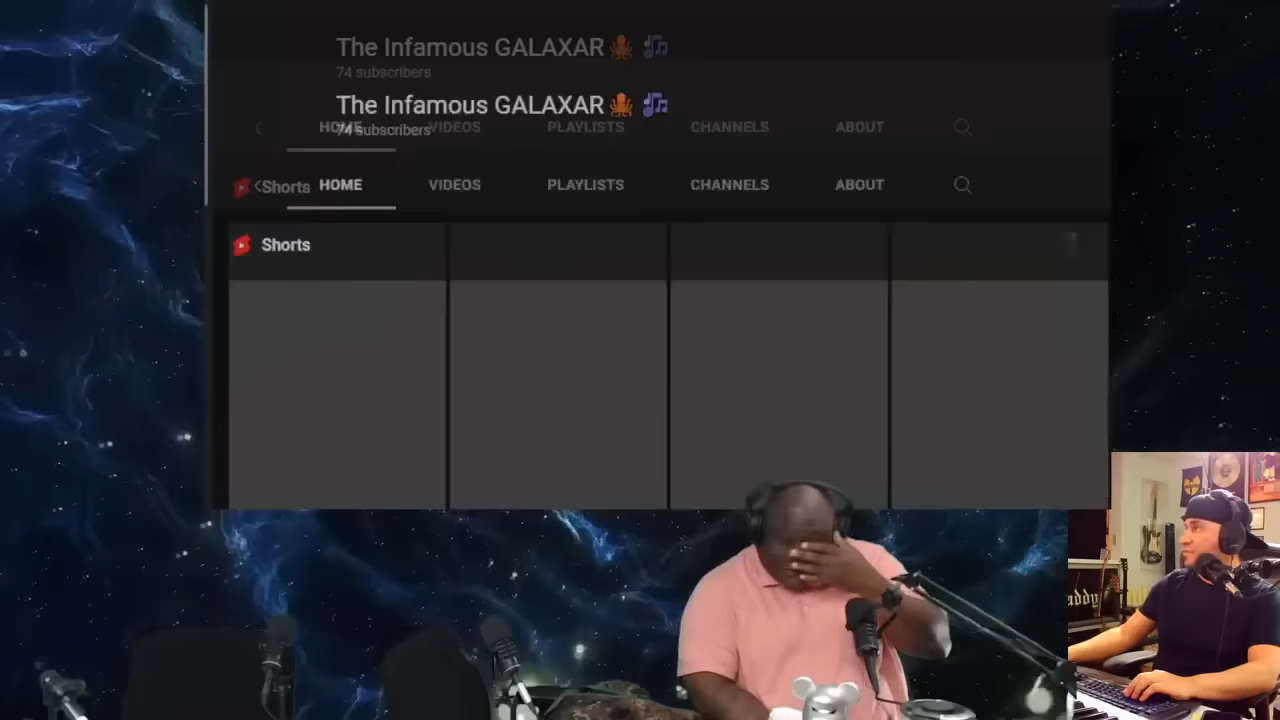 The Infamous GALAXAR
74 subscribers
The Infamous GALAXAR
74 subscribers
HOME VIDEOS PLAYLISTS CHANNELS ABOUT
Shorts HOME VIDEOS PLAYLISTS CHANNELS ABOUT
Shorts
addy